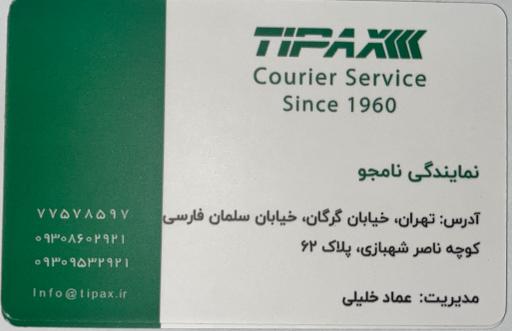 TIPAX
Courier Service
Since 1960
نمایندگی نامجو
آدرس: تهران، خیابان گرگان، خیابان سلمان فارسی
کوچه ناصر شهبازی، پلاک ۶۲
مدیریت: عماد خلیلی
۷۷۵۷۸۵۹۷
۰۹۳۰۸۶۰۲۹۲۱
۰۹۳۰۹۵۳۲۹۲۱
Info@tipax.ir